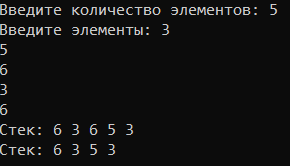 Введите количество элементов: 5
Введите элементы: 3
5
6
3
6
Стек: 6 3 6 5 3
Стек: 6 3 5 3